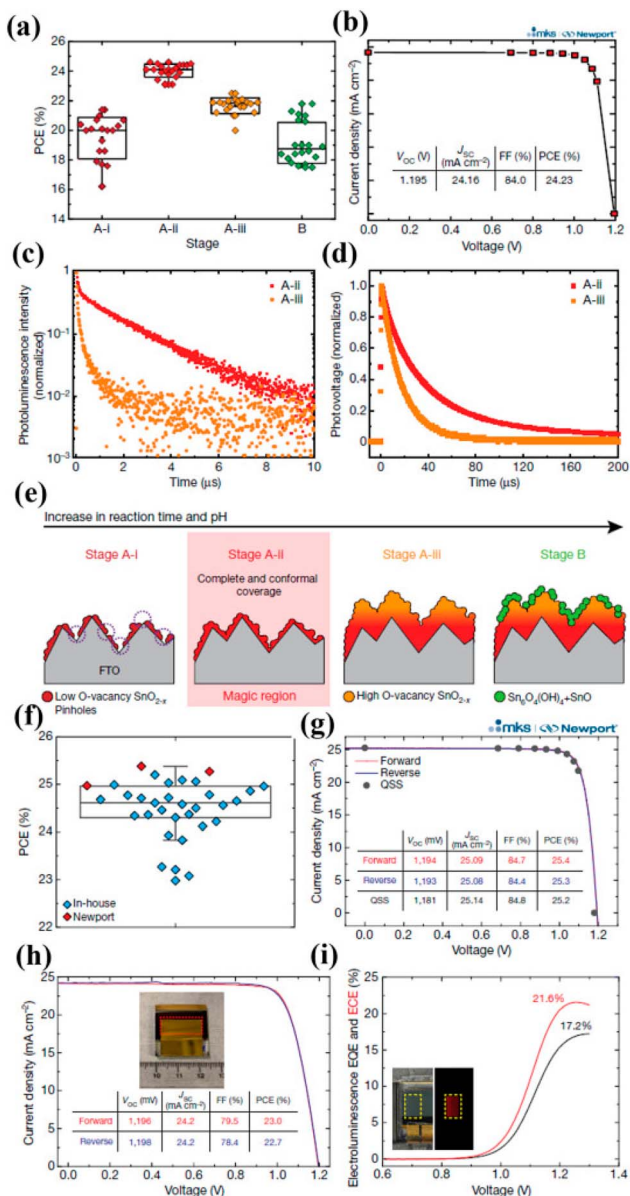 (a)
PCE (%)
26
24
22
20
18
16
14
A-i A-ii A-iii B
Stage
(b)
mks | Newport
Current density (mA cm⁻²)
V_OC (V) J_SC (mA cm⁻²) FF (%) PCE (%)
1.195 24.16 84.0 24.23
0.0 0.2 0.4 0.6 0.8 1.0 1.2
Voltage (V)
(c)
Photoluminescence intensity
(normalized)
1
10⁻¹
10⁻²
10⁻³
A-ii
A-iii
0 2 4 6 8 10
Time (μs)
(d)
Photovoltage (normalized)
1.0
0.8
0.6
0.4
0.2
0.0
A-ii
A-iii
0 40 80 120 160 200
Time (μs)
(e)
Increase in reaction time and pH
Stage A-I Stage A-ii Stage A-iii Stage B
Complete and conformal
coverage
FTO
Low O-vacancy SnO₂₋ₓ
Pinholes
Magic region
High O-vacancy SnO₂₋ₓ
Sn₆O₄(OH)₄+SnO
(f)
PCE (%)
26
25
24
23
22
In-house
Newport
(g)
mks | Newport
Current density (mA cm⁻²)
25
20
15
10
5
0
Forward
Reverse
QSS
V_OC (mV) J_SC (mA cm⁻²) FF (%) PCE (%)
Forward 1,194 25.09 84.7 25.4
Reverse 1,193 25.08 84.4 25.3
QSS 1,181 25.14 84.8 25.2
0.0 0.2 0.4 0.6 0.8 1.0 1.2
Voltage (V)
(h)
Current density (mA cm⁻²)
25
20
15
10
5
0
10 11 12 13
V_OC (mV) J_SC (mA cm⁻²) FF (%) PCE (%)
Forward 1,196 24.2 79.5 23.0
Reverse 1,198 24.2 78.4 22.7
0.0 0.2 0.4 0.6 0.8 1.0 1.2
Voltage (V)
(i)
Electroluminescence EQE and ECE (%)
25
20
15
10
5
0
21.6%
17.2%
0.6 0.8 1.0 1.2 1.4
Voltage (V)